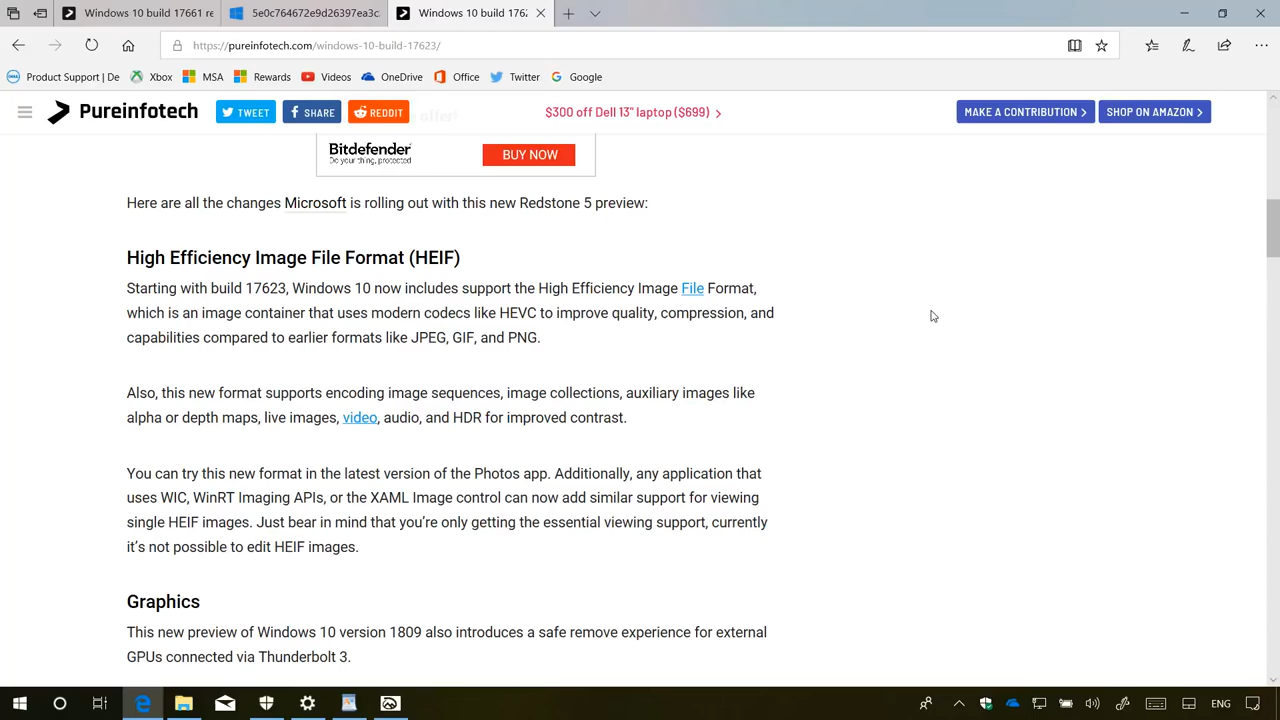 Windows 10 build 17661 re
5e0c764672e9d26397ea3c
Windows 10 build 1762
https://pureinfotech.com/windows-10-build-17623/
Product Support | De
Xbox
MSA
Rewards
Videos
OneDrive
Office
Twitter
Google
Pureinfotech
TWEET
SHARE
REDDIT
$300 off Dell 13" laptop ($699)
MAKE A CONTRIBUTION
SHOP ON AMAZON
Bitdefender
Do your thing, protected
BUY NOW
Here are all the changes Microsoft is rolling out with this new Redstone 5 preview:
High Efficiency Image File Format (HEIF)
Starting with build 17623, Windows 10 now includes support the High Efficiency Image File Format,
which is an image container that uses modern codecs like HEVC to improve quality, compression, and
capabilities compared to earlier formats like JPEG, GIF, and PNG.
Also, this new format supports encoding image sequences, image collections, auxiliary images like
alpha or depth maps, live images, video, audio, and HDR for improved contrast.
You can try this new format in the latest version of the Photos app. Additionally, any application that
uses WIC, WinRT Imaging APIs, or the XAML Image control can now add similar support for viewing
single HEIF images. Just bear in mind that you’re only getting the essential viewing support, currently
it’s not possible to edit HEIF images.
Graphics
This new preview of Windows 10 version 1809 also introduces a safe remove experience for external
GPUs connected via Thunderbolt 3.
ENG